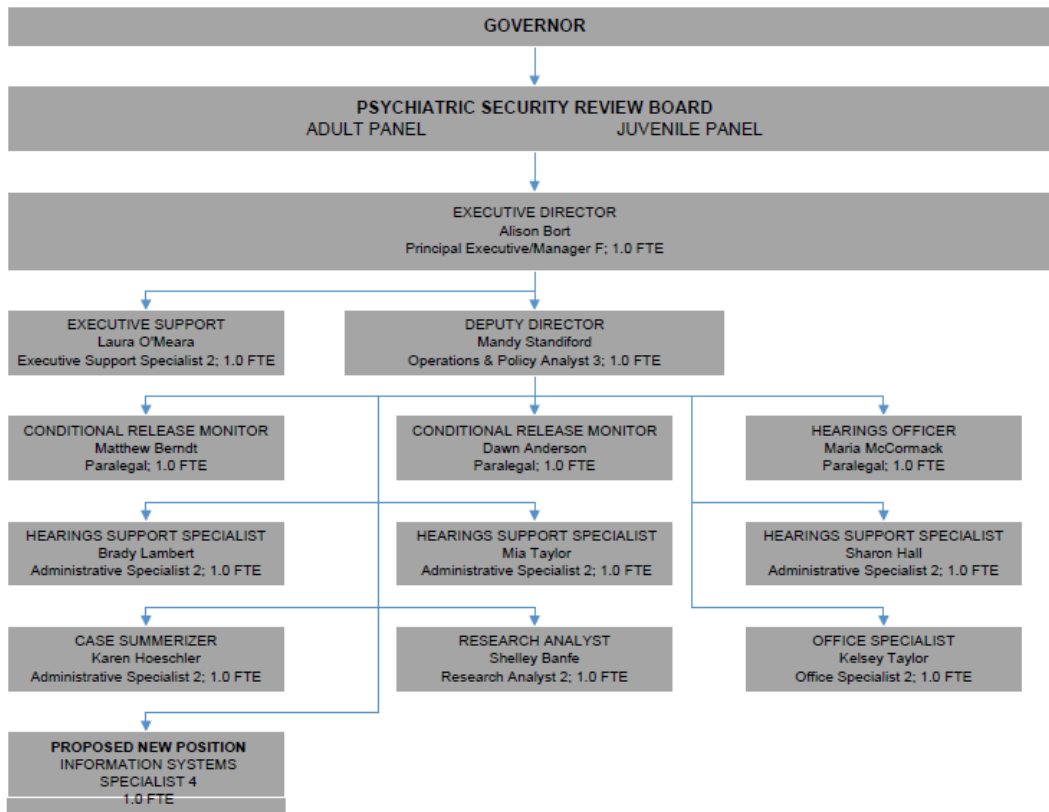 GOVERNOR
PSYCHIATRIC SECURITY REVIEW BOARD
ADULT PANEL JUVENILE PANEL
EXECUTIVE DIRECTOR
Alison Bort
Principal Executive/Manager F; 1.0 FTE
EXECUTIVE SUPPORT
Laura O'Meara
Executive Support Specialist 2; 1.0 FTE
DEPUTY DIRECTOR
Mandy Standiford
Operations & Policy Analyst 3; 1.0 FTE
CONDITIONAL RELEASE MONITOR
Matthew Berndt
Paralegal; 1.0 FTE
CONDITIONAL RELEASE MONITOR
Dawn Anderson
Paralegal; 1.0 FTE
HEARINGS OFFICER
Maria McCormack
Paralegal; 1.0 FTE
HEARINGS SUPPORT SPECIALIST
Brady Lambert
Administrative Specialist 2; 1.0 FTE
HEARINGS SUPPORT SPECIALIST
Mia Taylor
Administrative Specialist 2; 1.0 FTE
HEARINGS SUPPORT SPECIALIST
Sharon Hall
Administrative Specialist 2; 1.0 FTE
CASE SUMMERIZER
Karen Hoeschler
Administrative Specialist 2; 1.0 FTE
RESEARCH ANALYST
Shelley Banfe
Research Analyst 2; 1.0 FTE
OFFICE SPECIALIST
Kelsey Taylor
Office Specialist 2; 1.0 FTE
PROPOSED NEW POSITION
INFORMATION SYSTEMS
SPECIALIST 4
1.0 FTE